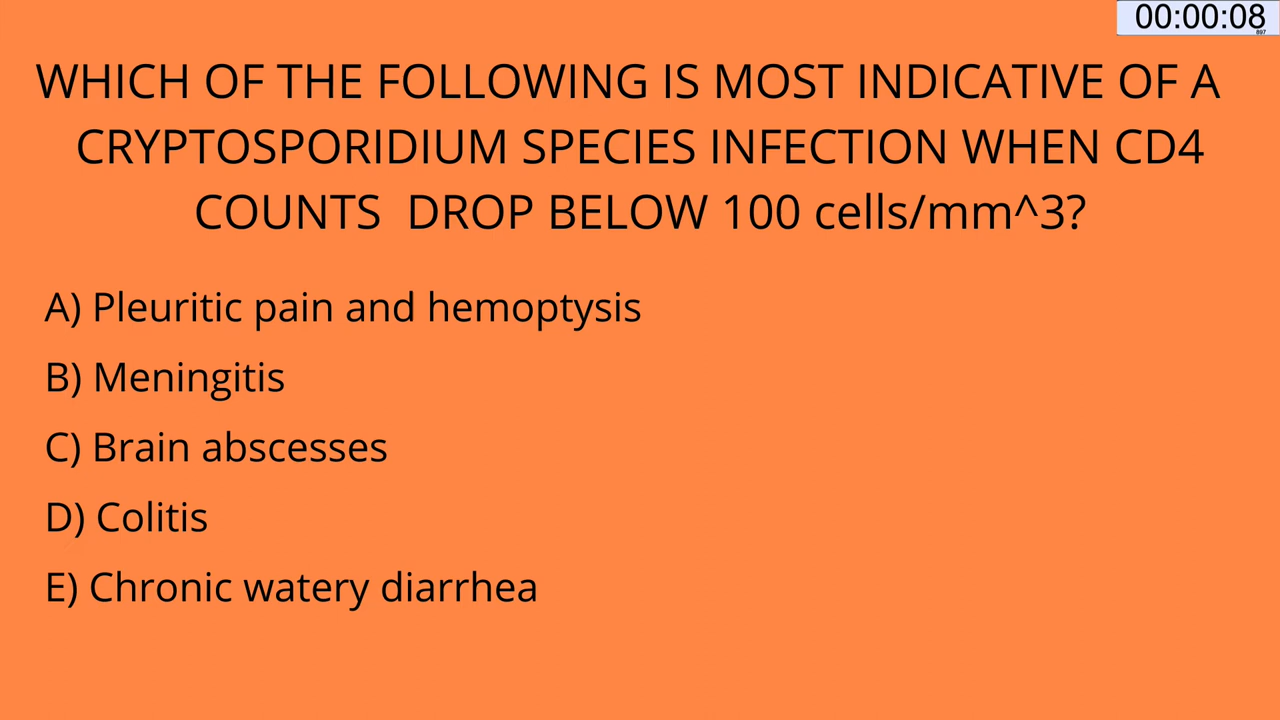 00:00:08
897
WHICH OF THE FOLLOWING IS MOST INDICATIVE OF A
CRYPTOSPORIDIUM SPECIES INFECTION WHEN CD4
COUNTS  DROP BELOW 100 cells/mm^3?
A) Pleuritic pain and hemoptysis
B) Meningitis
C) Brain abscesses
D) Colitis
E) Chronic watery diarrhea